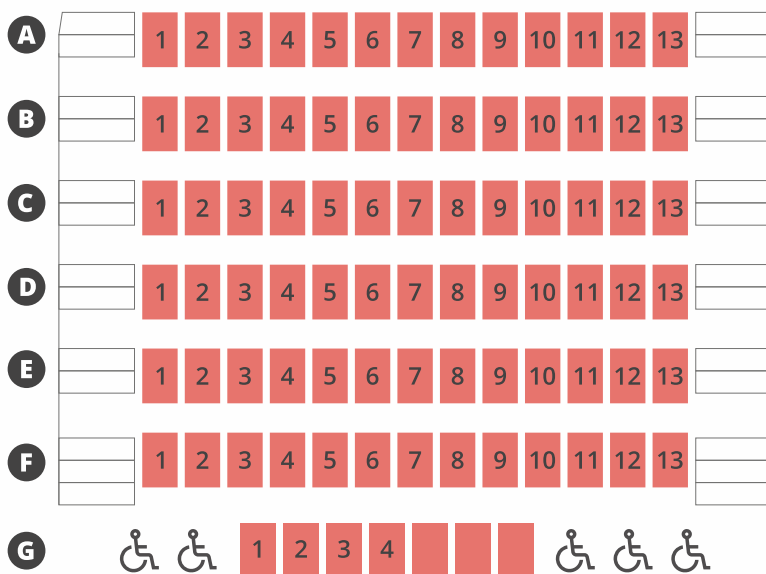 A 1 2 3 4 5 6 7 8 9 10 11 12 13
B 1 2 3 4 5 6 7 8 9 10 11 12 13
C 1 2 3 4 5 6 7 8 9 10 11 12 13
D 1 2 3 4 5 6 7 8 9 10 11 12 13
E 1 2 3 4 5 6 7 8 9 10 11 12 13
F 1 2 3 4 5 6 7 8 9 10 11 12 13
G 1 2 3 4